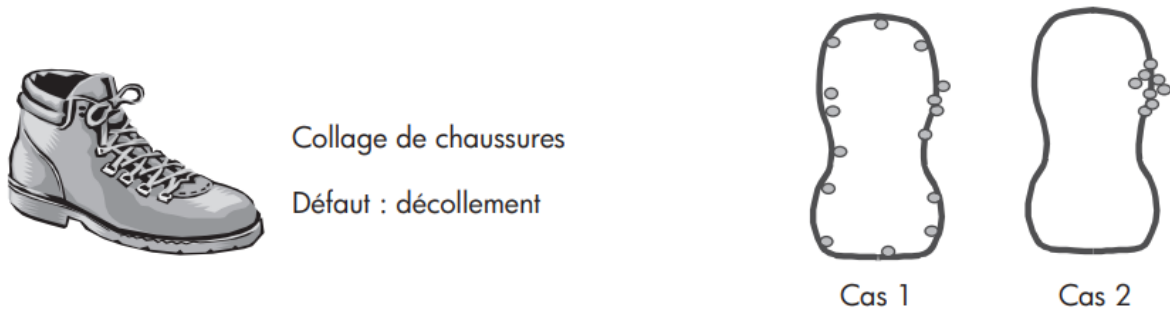 Collage de chaussures
Défaut : décollement
Cas 1
Cas 2